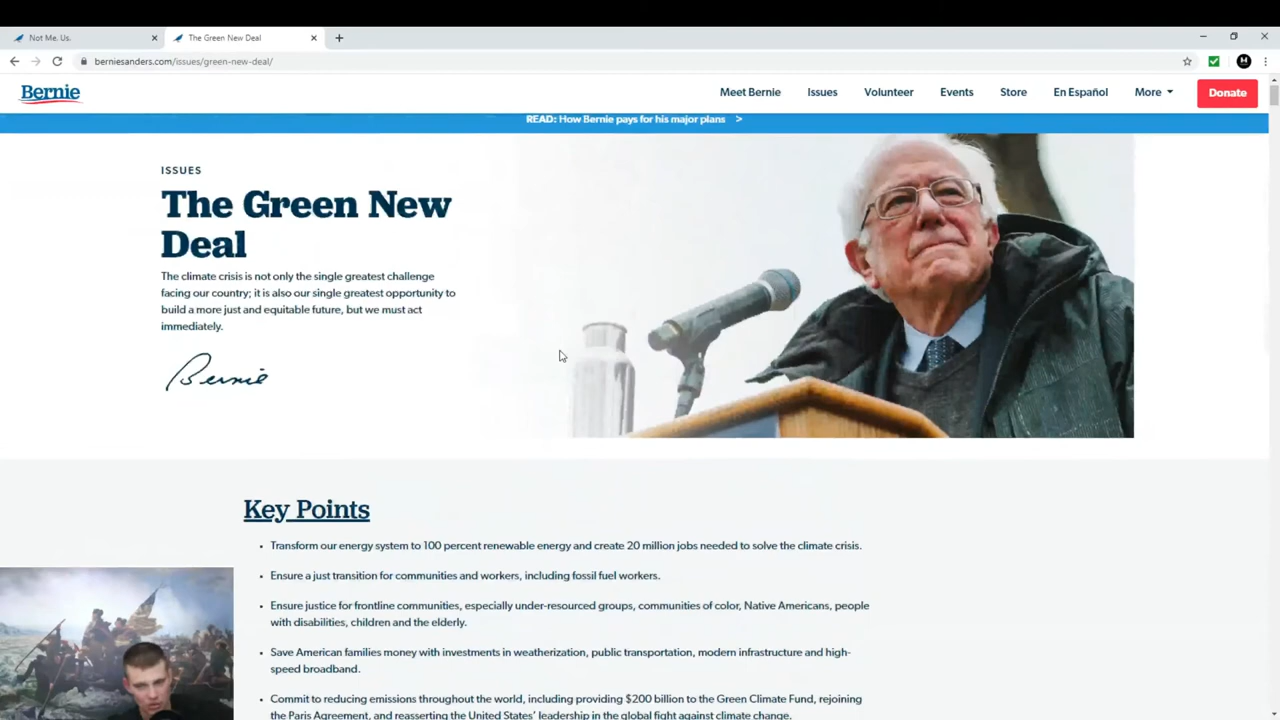 Not Me. Us.
The Green New Deal
berniesanders.com/issues/green-new-deal/
Bernie
Meet Bernie
Issues
Volunteer
Events
Store
En Español
More
Donate
READ: How Bernie pays for his major plans >
ISSUES
The Green New
Deal
The climate crisis is not only the single greatest challenge
facing our country; it is also our single greatest opportunity to
build a more just and equitable future, but we must act
immediately.
Bernie
Key Points
• Transform our energy system to 100 percent renewable energy and create 20 million jobs needed to solve the climate crisis.
• Ensure a just transition for communities and workers, including fossil fuel workers.
• Ensure justice for frontline communities, especially under-resourced groups, communities of color, Native Americans, people
with disabilities, children and the elderly.
• Save American families money with investments in weatherization, public transportation, modern infrastructure and high-
speed broadband.
• Commit to reducing emissions throughout the world, including providing $200 billion to the Green Climate Fund, rejoining
the Paris Agreement, and reasserting the United States' leadership in the global fight against climate change.